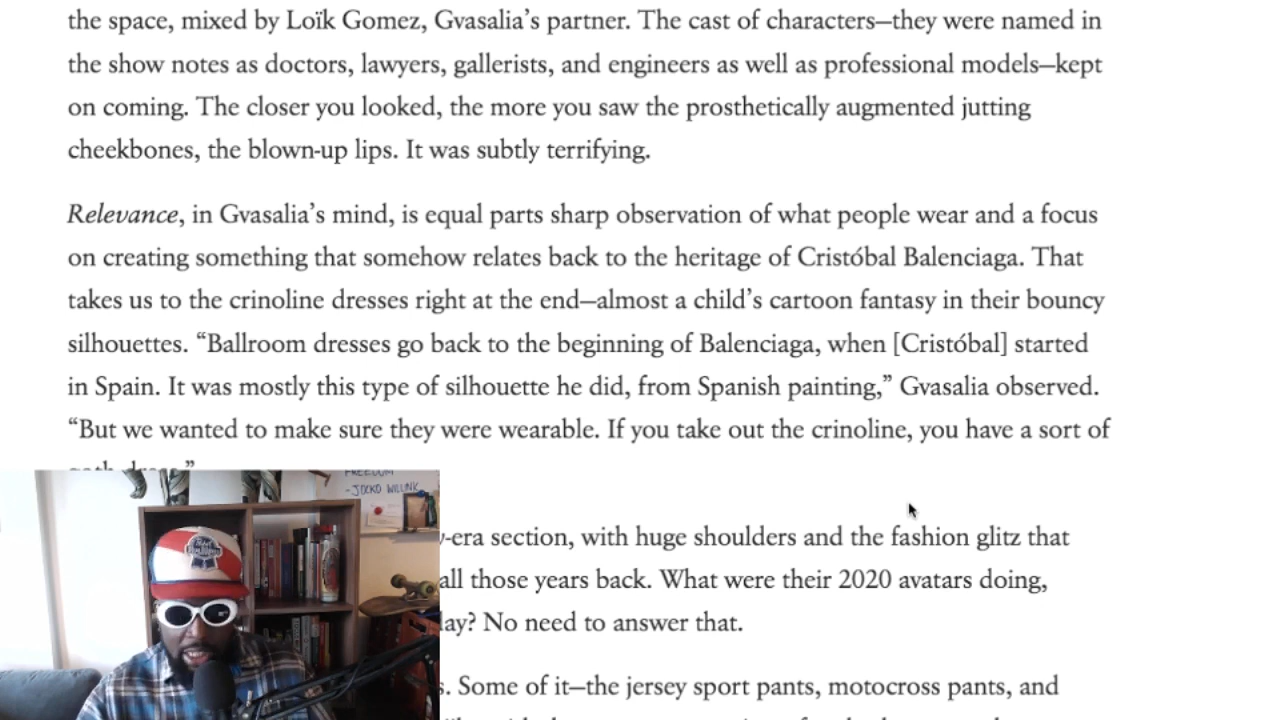 the space, mixed by Loïk Gomez, Gvasalia’s partner. The cast of characters—they were named in
the show notes as doctors, lawyers, gallerists, and engineers as well as professional models—kept
on coming. The closer you looked, the more you saw the prosthetically augmented jutting
cheekbones, the blown-up lips. It was subtly terrifying.
Relevance, in Gvasalia’s mind, is equal parts sharp observation of what people wear and a focus
on creating something that somehow relates back to the heritage of Cristóbal Balenciaga. That
takes us to the crinoline dresses right at the end—almost a child’s cartoon fantasy in their bouncy
silhouettes. “Ballroom dresses go back to the beginning of Balenciaga, when [Cristóbal] started
in Spain. It was mostly this type of silhouette he did, from Spanish painting,” Gvasalia observed.
“But we wanted to make sure they were wearable. If you take out the crinoline, you have a sort of
-era section, with huge shoulders and the fashion glitz that
all those years back. What were their 2020 avatars doing,
No need to answer that.
Some of it—the jersey sport pants, motocross pants, and
FREEDOM
-JOCKO WILLINK